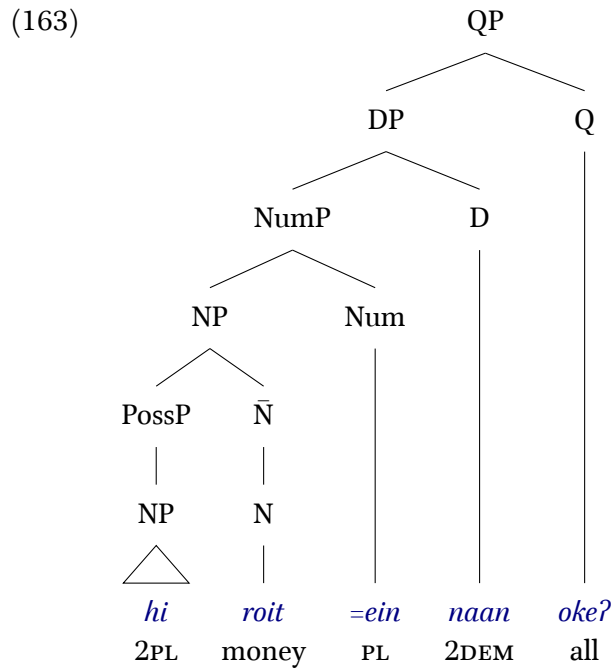 (163) QP
DP Q
NumP D
NP Num
PossP N̄
NP N
hi roit =ein naan oke?
2PL money PL 2DEM all